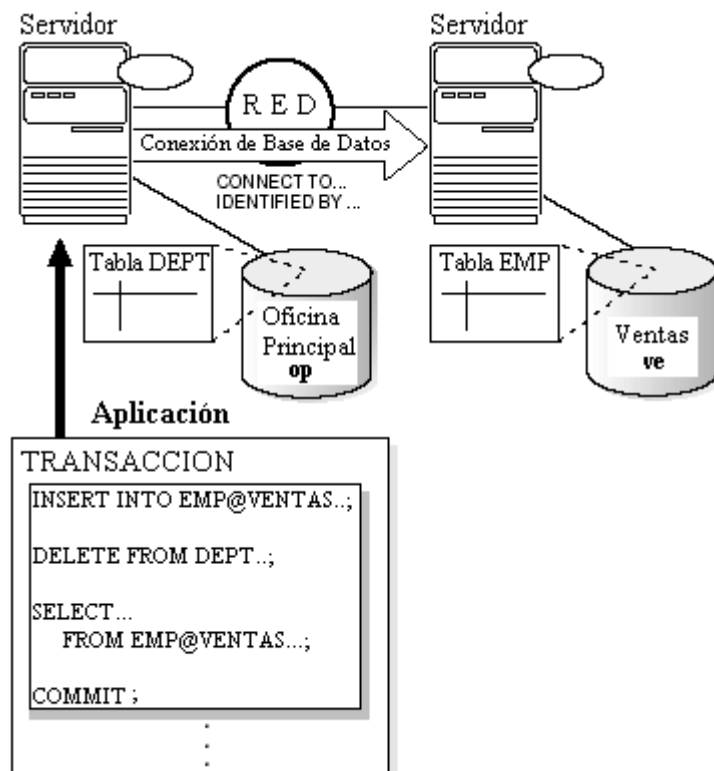 Servidor
Servidor
R E D
Conexión de Base de Datos
CONNECT TO...
IDENTIFIED BY ...
Tabla DEPT
Oficina
Principal
op
Tabla EMP
Ventas
ve
Aplicación
TRANSACCION
INSERT INTO EMP@VENTAS..;
DELETE FROM DEPT..;
SELECT...
FROM EMP@VENTAS...;
COMMIT ;